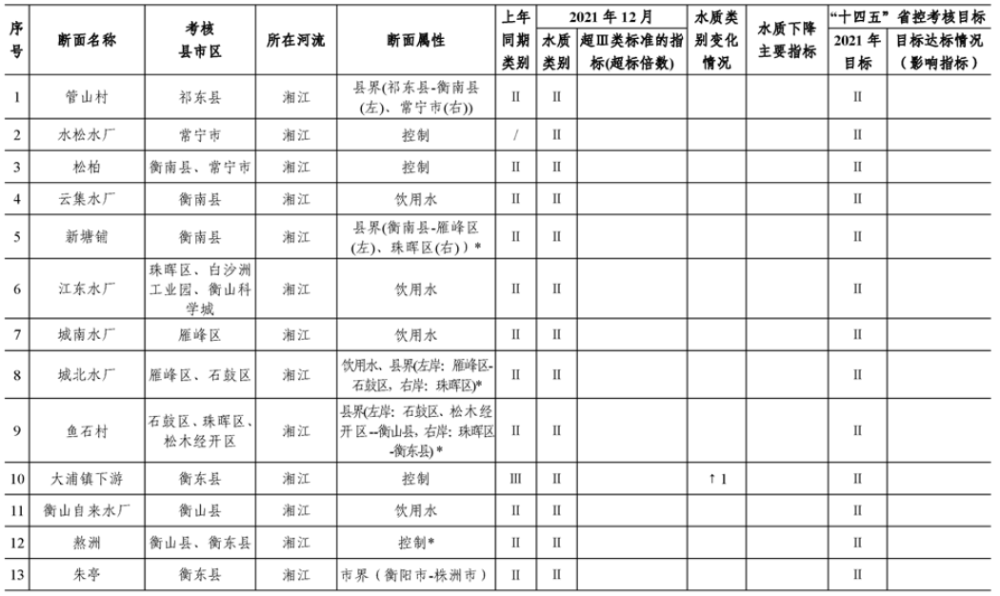 序号 断面名称 考核县市区 所在河流 断面属性 上年同期类别 2021 年 12 月 水质类别变化情况 水质下降主要指标 “十四五”省控考核目标
水质类别 超Ⅲ类标准的指标(超标倍数) 2021 年目标 目标达标情况（影响指标）
1 管山村 祁东县 湘江 县界(祁东县-衡南县(左)、常宁市(右)) Ⅱ Ⅱ Ⅱ
2 水松水厂 常宁市 湘江 控制 / Ⅱ Ⅱ
3 松柏 衡南县、常宁市 湘江 控制 Ⅱ Ⅱ Ⅱ
4 云集水厂 衡南县 湘江 饮用水 Ⅱ Ⅱ Ⅱ
5 新塘铺 衡南县 湘江 县界(衡南县-雁峰区(左)、珠晖区(右)）* Ⅱ Ⅱ Ⅱ
6 江东水厂 珠晖区、白沙洲工业园、衡山科学城 湘江 饮用水 Ⅱ Ⅱ Ⅱ
7 城南水厂 雁峰区 湘江 饮用水 Ⅱ Ⅱ Ⅱ
8 城北水厂 雁峰区、石鼓区 湘江 饮用水、县界(左岸：雁峰区-石鼓区，右岸：珠晖区)* Ⅱ Ⅱ Ⅱ
9 鱼石村 石鼓区、珠晖区、松木经开区 湘江 县界(左岸：石鼓区、松木经开区--衡山县，右岸：珠晖区-衡东县)* Ⅱ Ⅱ Ⅱ
10 大浦镇下游 衡东县 湘江 控制 Ⅲ Ⅱ ↑1 Ⅱ
11 衡山自来水厂 衡山县 湘江 饮用水 Ⅱ Ⅱ Ⅱ
12 熬洲 衡山县、衡东县 湘江 控制* Ⅱ Ⅱ Ⅱ
13 朱亭 衡东县 湘江 市界（衡阳市-株洲市） Ⅱ Ⅱ Ⅱ